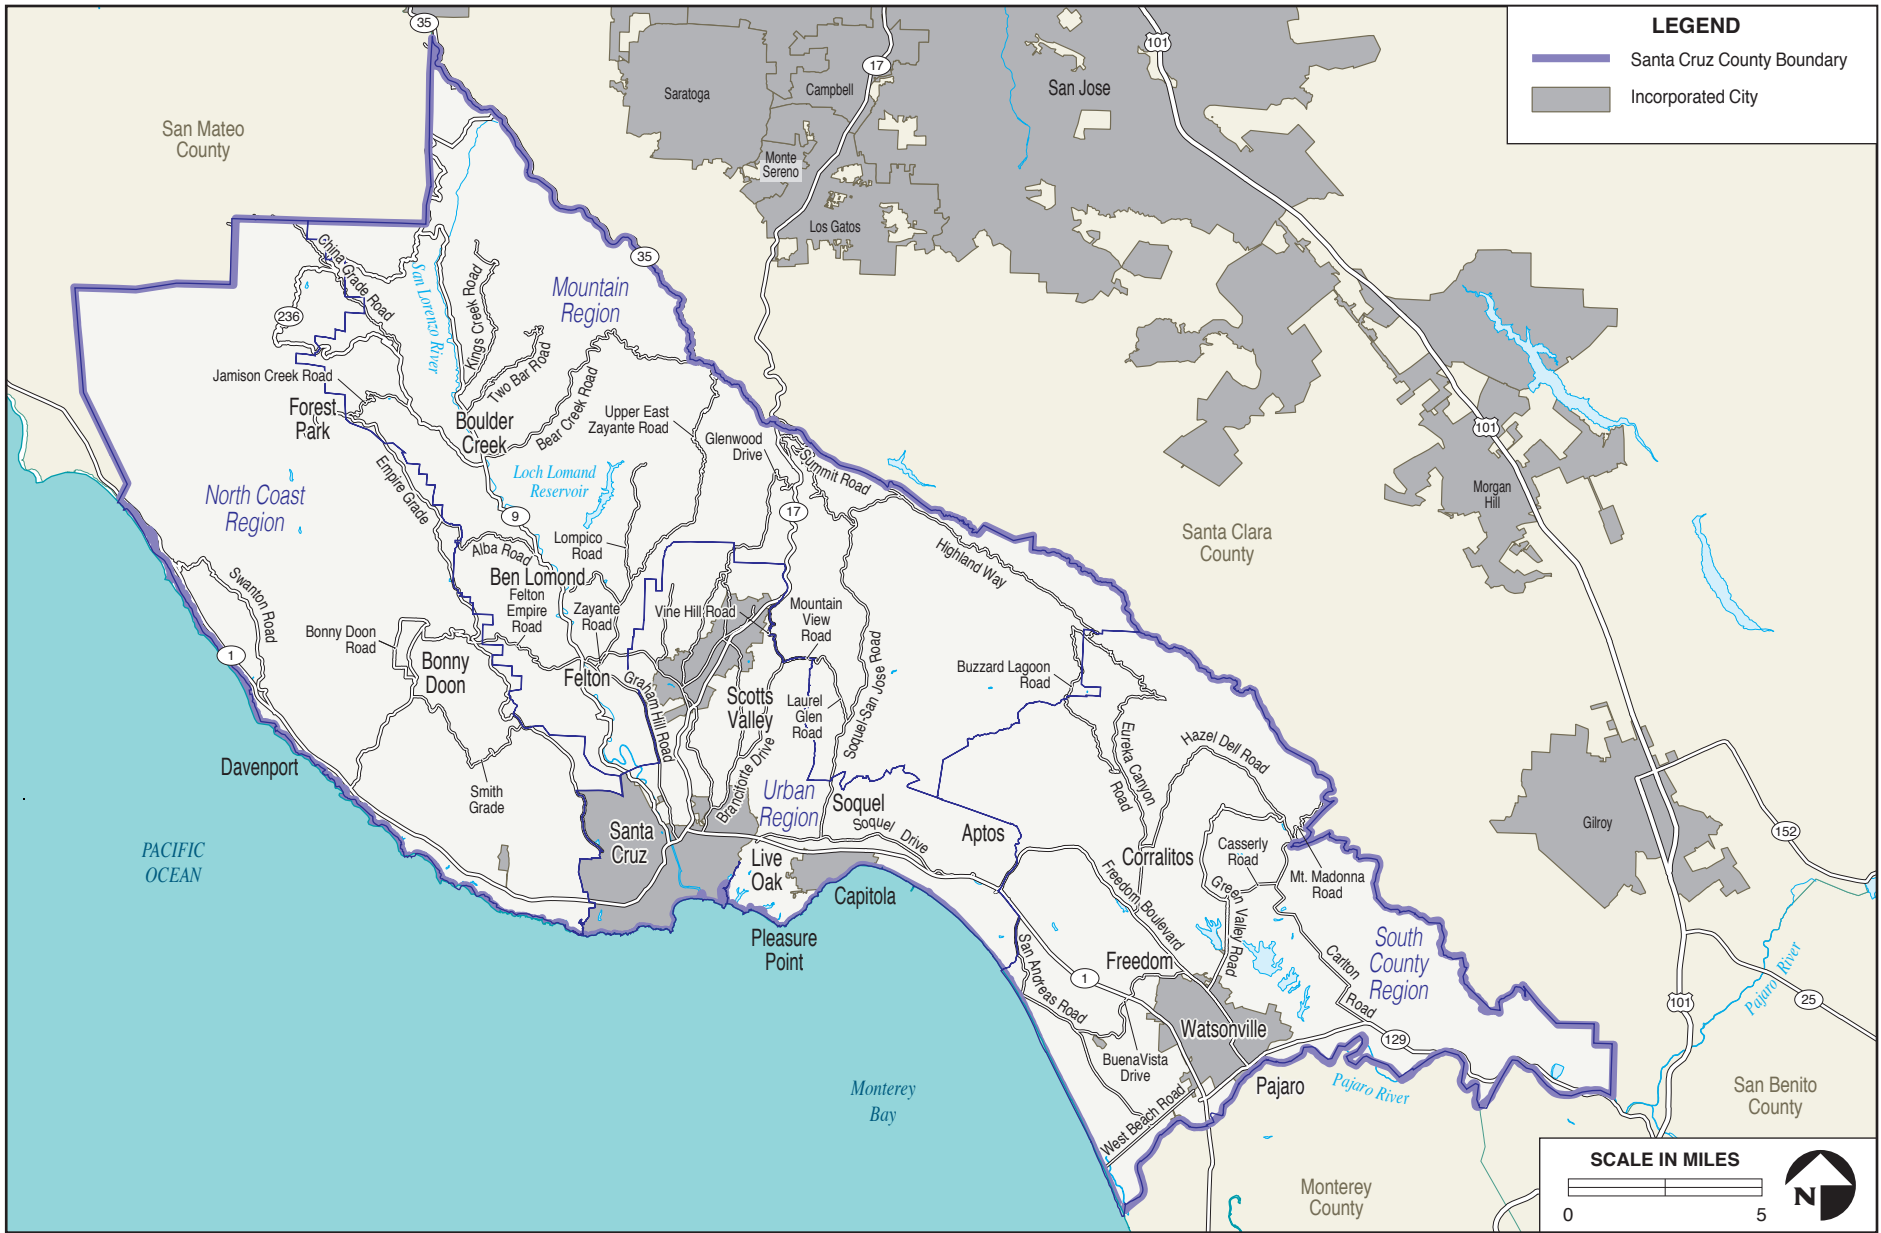 LEGEND
Santa Cruz County Boundary
Incorporated City
35
101
17
Saratoga
Campbell
San Jose
San Mateo
County
Monte
Sereno
Los Gatos
35
China Grade Road
San Lorenzo River
Kings Creek Road
Mountain
Region
236
Two Bar Road
Jamison Creek Road
Forest
Park
Boulder
Creek
Bear Creek Road
Upper East
Zayante Road
Glenwood
Drive
Summit Road
101
Morgan
Hill
Loch Lomand
Reservoir
Empire Grade
North Coast
Region
9
17
Santa Clara
County
Alba Road
Lompico
Road
Highland Way
Ben Lomond
Felton
Empire
Road
Zayante
Road
Vine Hill Road
Mountain
View
Road
Swanton Road
Bonny Doon
Road
Bonny
Doon
1
Felton
Graham Hill Road
Scotts
Valley
Laurel
Glen
Road
Soquel-San Jose Road
Buzzard Lagoon
Road
Eureka Canyon
Road
Hazel Dell Road
Davenport
Smith
Grade
Branciforte Drive
Urban
Region
Soquel
Soquel Drive
Aptos
Santa
Cruz
Live
Oak
Capitola
Pleasure
Point
Corralitos
Casserly
Road
Mt. Madonna
Road
Gilroy
152
PACIFIC
OCEAN
Freedom Boulevard
Green Valley Road
Carlton
Road
South
County
Region
San Andreas Road
1
Freedom
Watsonville
129
101
25
Pajaro River
BuenaVista
Drive
Pajaro
Pajaro River
West Beach Road
Monterey
Bay
San Benito
County
Monterey
County
SCALE IN MILES
0
5
N